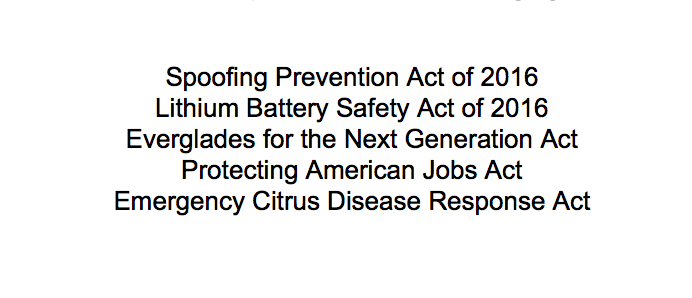 Spoofing Prevention Act of 2016
Lithium Battery Safety Act of 2016
Everglades for the Next Generation Act
Protecting American Jobs Act
Emergency Citrus Disease Response Act